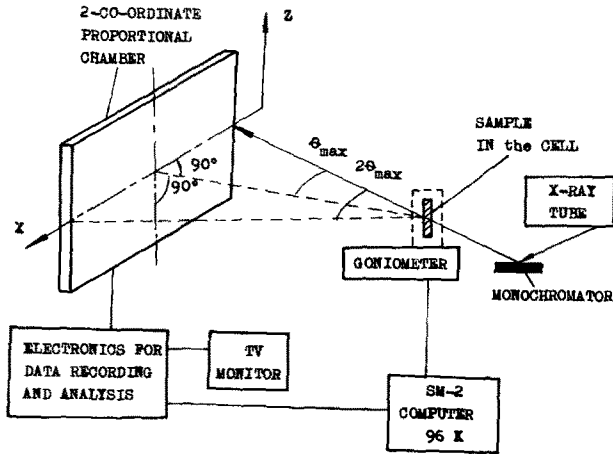 2-CO-ORDINATE
PROPORTIONAL
CHAMBER
Z
SAMPLE
IN the CELL
θmax
2θmax
90°
90°
X-RAY
TUBE
X
GONIOMETER
MONOCHROMATOR
ELECTRONICS FOR
DATA RECORDING
AND ANALYSIS
TV
MONITOR
SM-2
COMPUTER
96 K